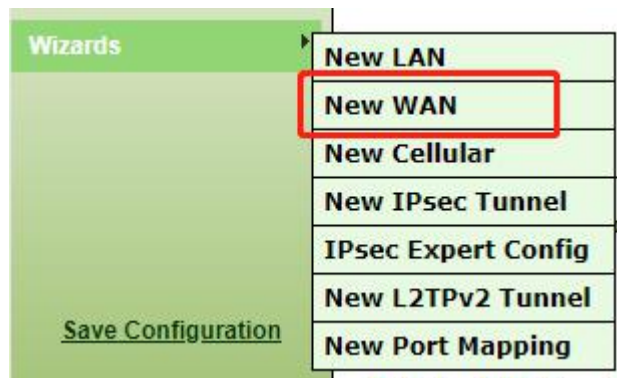 Wizards
New LAN
New WAN
New Cellular
New IPsec Tunnel
IPsec Expert Config
New L2TPv2 Tunnel
New Port Mapping
Save Configuration